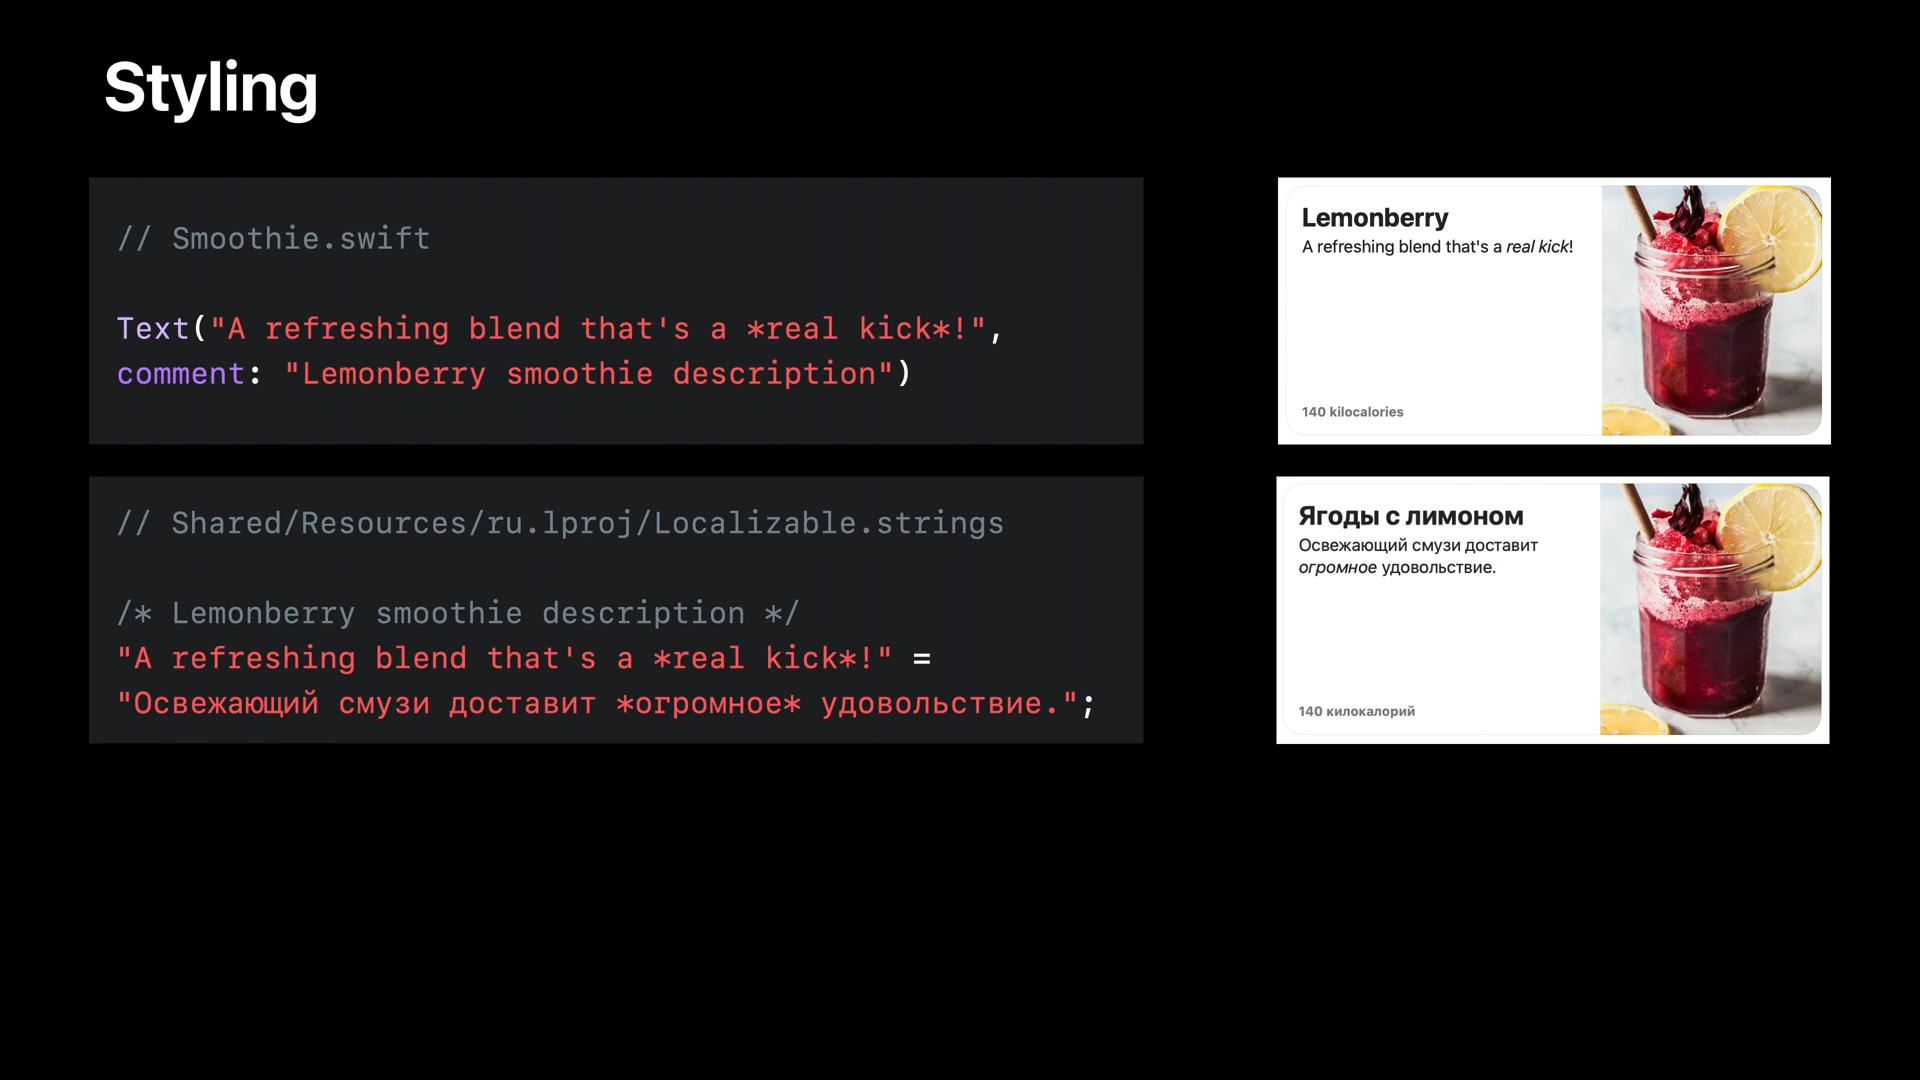 Styling
// Smoothie.swift
Text("A refreshing blend that's a *real kick*!",
comment: "Lemonberry smoothie description")
Lemonberry
A refreshing blend that's a real kick!
140 kilocalories
// Shared/Resources/ru.lproj/Localizable.strings
/* Lemonberry smoothie description */
"A refreshing blend that's a *real kick*!" =
"Освежающий смузи доставит *огромное* удовольствие.";
Ягоды с лимоном
Освежающий смузи доставит
огромное удовольствие.
140 килокалорий